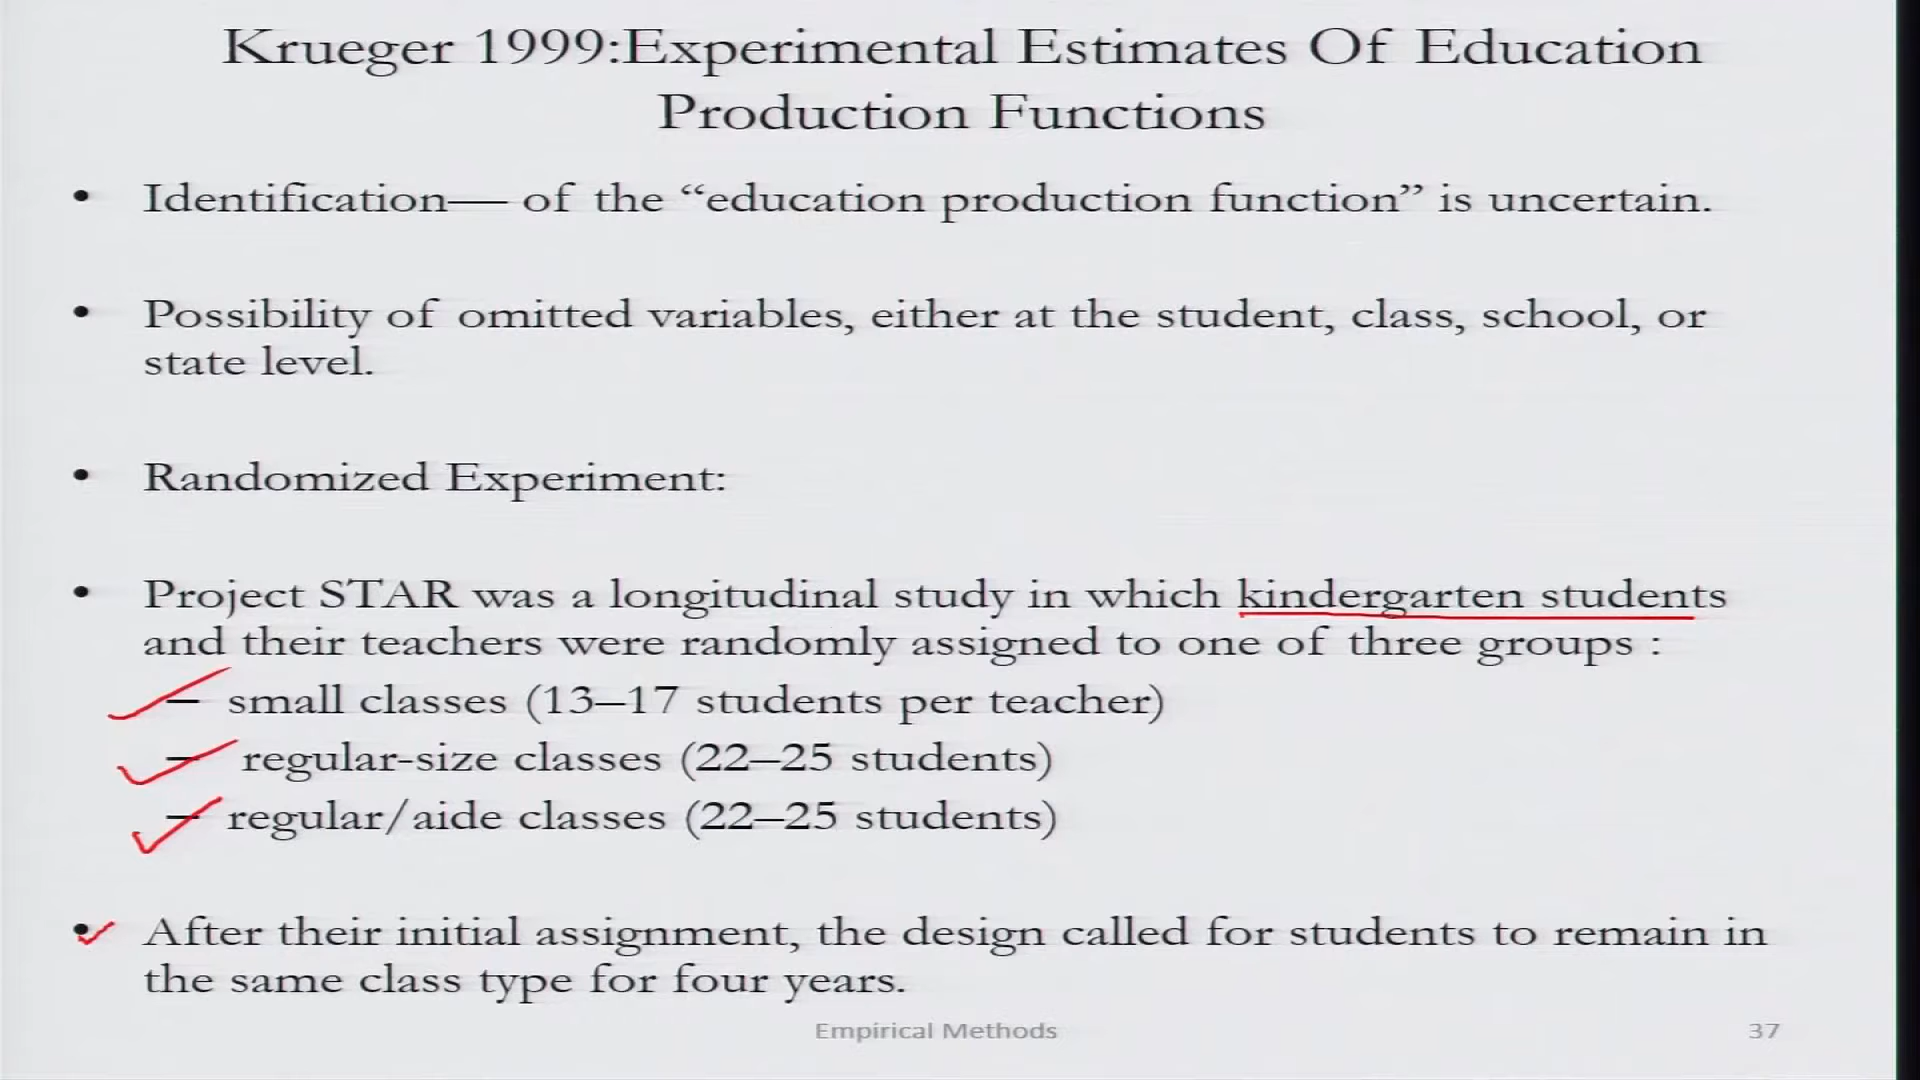 Krueger 1999:Experimental Estimates Of Education
Production Functions
• Identification— of the “education production function” is uncertain.
• Possibility of omitted variables, either at the student, class, school, or
state level.
• Randomized Experiment:
• Project STAR was a longitudinal study in which kindergarten students
and their teachers were randomly assigned to one of three groups :
– small classes (13–17 students per teacher)
– regular-size classes (22–25 students)
– regular/aide classes (22–25 students)
• After their initial assignment, the design called for students to remain in
the same class type for four years.
Empirical Methods 37